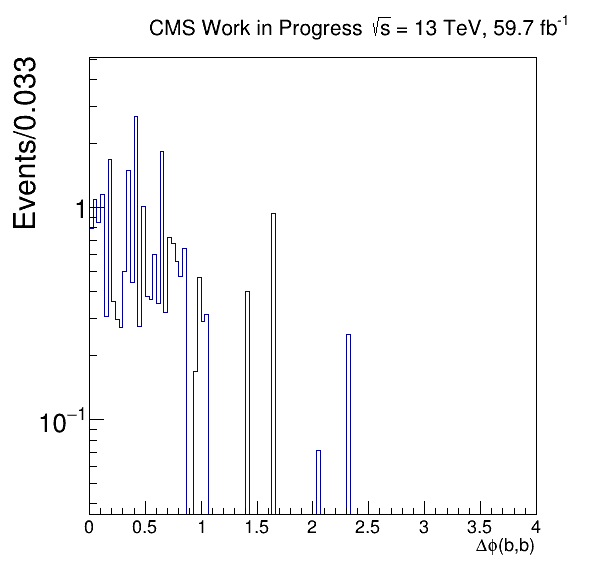 CMS Work in Progress √s = 13 TeV, 59.7 fb⁻¹
Events/0.033
1
10⁻¹
0 0.5 1 1.5 2 2.5 3 3.5 4
Δϕ(b,b)